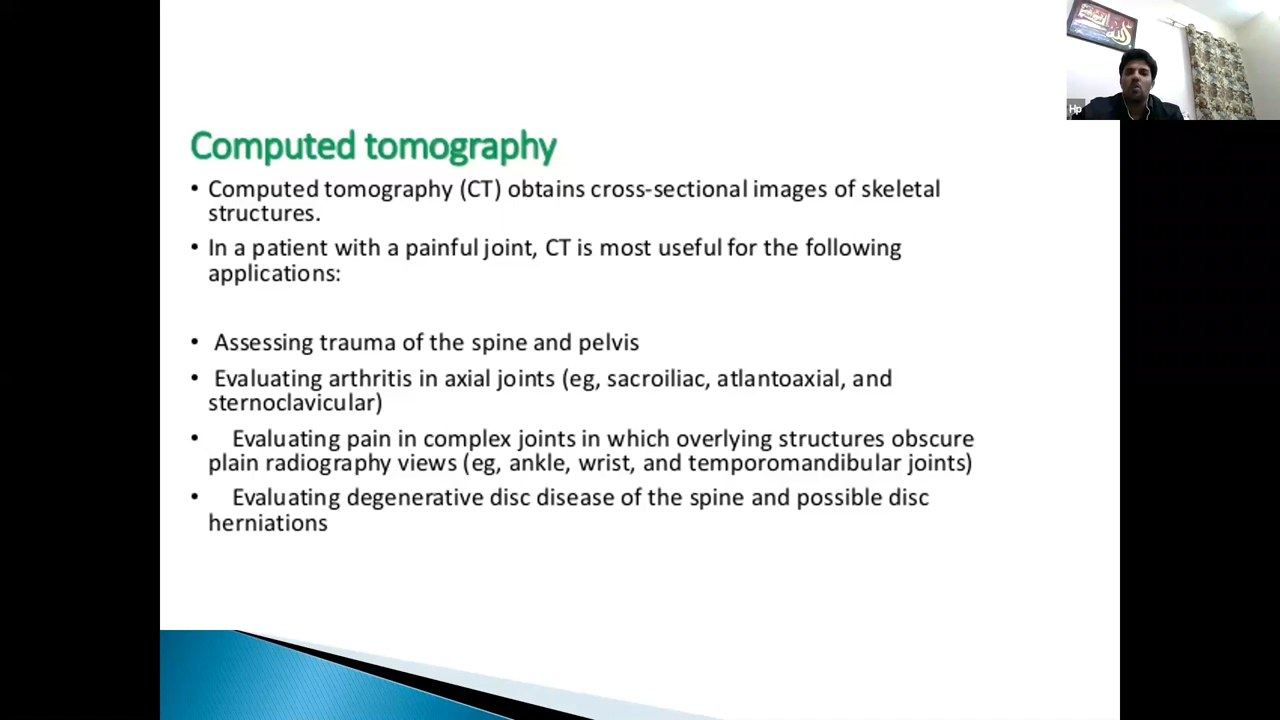 Computed tomography
• Computed tomography (CT) obtains cross-sectional images of skeletal
structures.
• In a patient with a painful joint, CT is most useful for the following
applications:
• Assessing trauma of the spine and pelvis
• Evaluating arthritis in axial joints (eg, sacroiliac, atlantoaxial, and
sternoclavicular)
• Evaluating pain in complex joints in which overlying structures obscure
plain radiography views (eg, ankle, wrist, and temporomandibular joints)
• Evaluating degenerative disc disease of the spine and possible disc
herniations
Hp